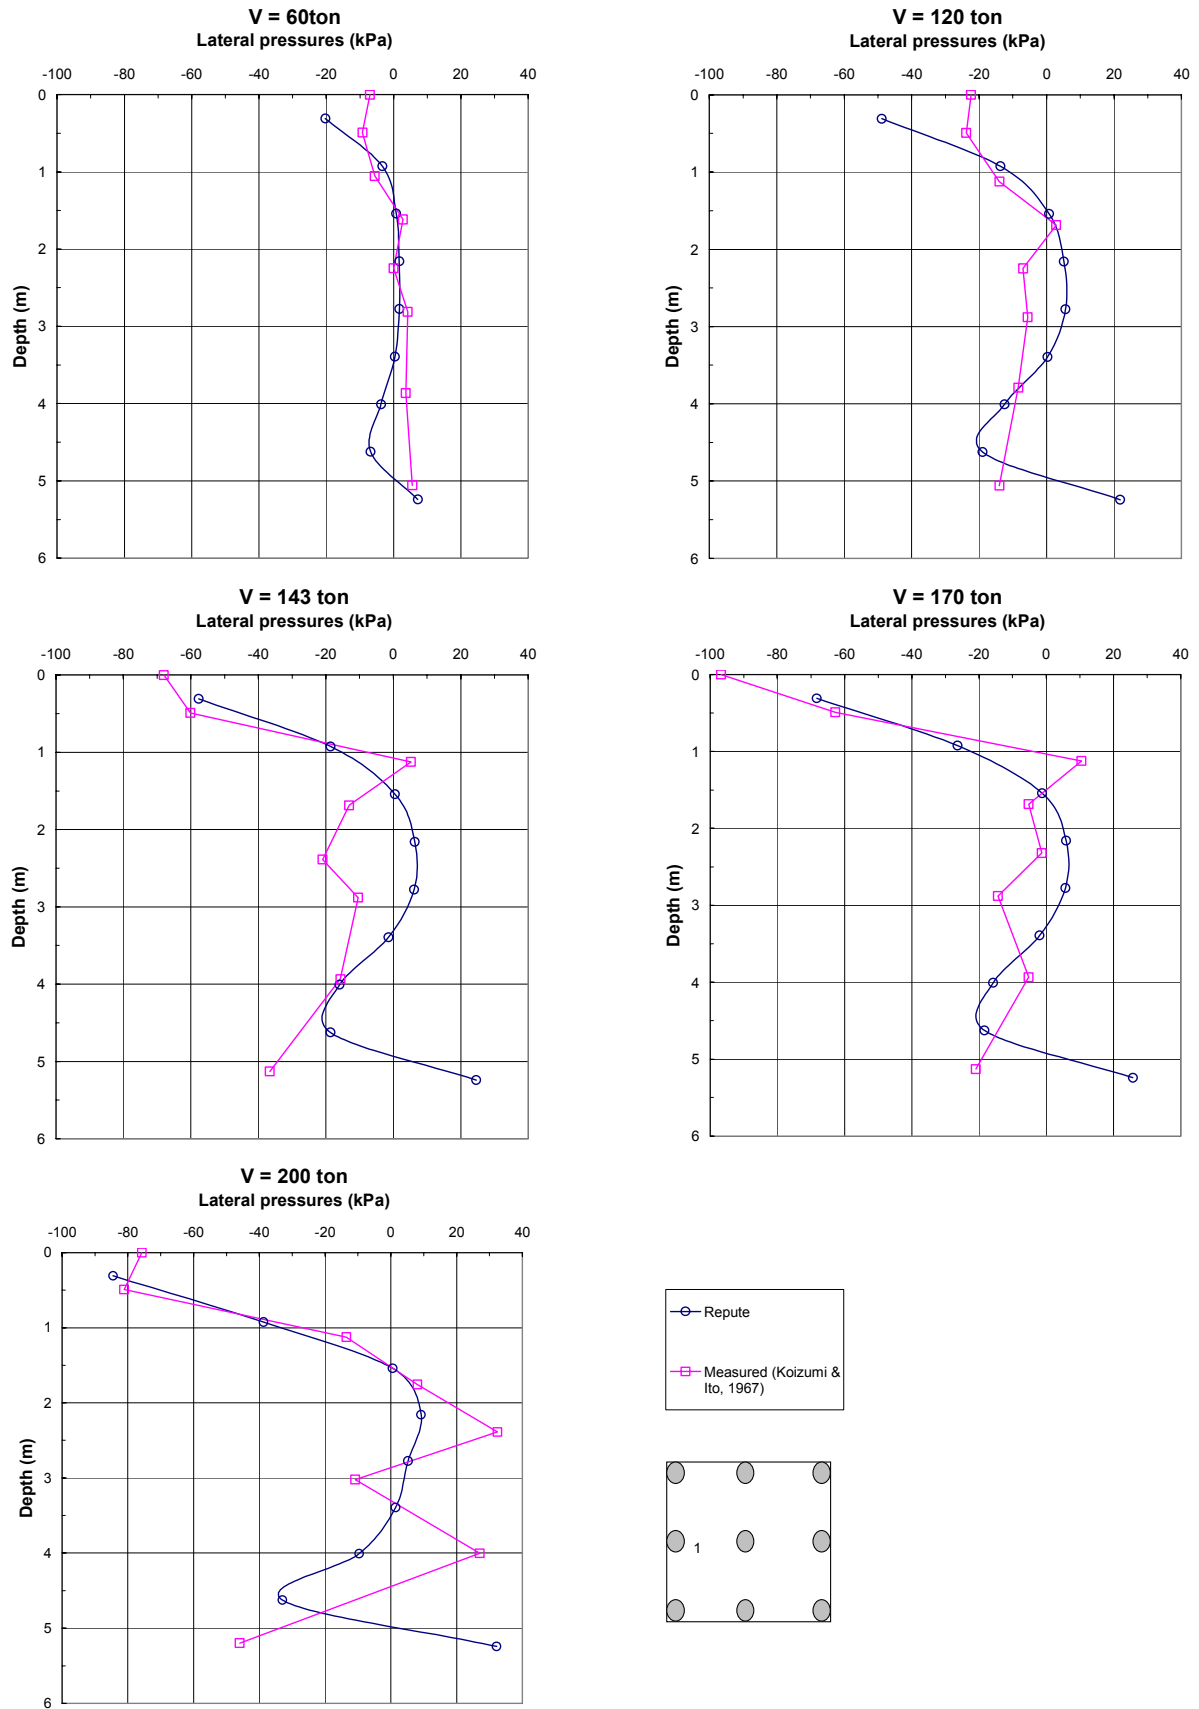 V = 60ton
Lateral pressures (kPa)
-100 -80 -60 -40 -20 0 20 40
0
1
2
3
4
5
6
Depth (m)
V = 120 ton
Lateral pressures (kPa)
-100 -80 -60 -40 -20 0 20 40
0
1
2
3
4
5
6
Depth (m)
V = 143 ton
Lateral pressures (kPa)
-100 -80 -60 -40 -20 0 20 40
0
1
2
3
4
5
6
Depth (m)
V = 170 ton
Lateral pressures (kPa)
-100 -80 -60 -40 -20 0 20 40
0
1
2
3
4
5
6
Depth (m)
V = 200 ton
Lateral pressures (kPa)
-100 -80 -60 -40 -20 0 20 40
0
1
2
3
4
5
6
Depth (m)
Repute
Measured (Koizumi &
Ito, 1967)
1